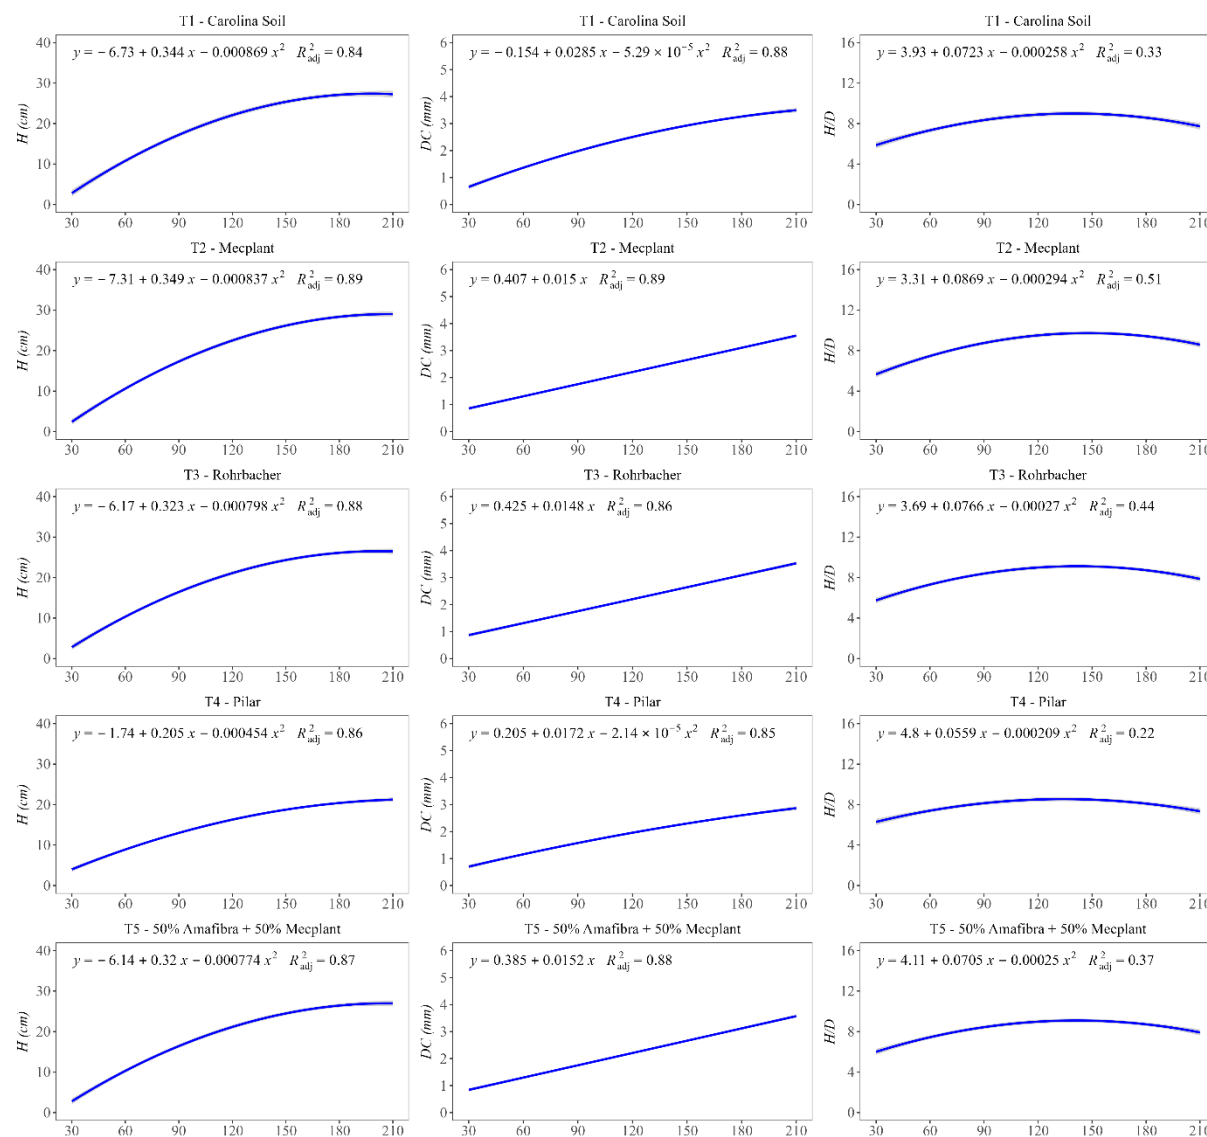 T1 - Carolina Soil
y = − 6.73 + 0.344 x − 0.000869 x² R²adj = 0.84
H (cm)
40
30
20
10
0
30 60 90 120 150 180 210
T1 - Carolina Soil
y = − 0.154 + 0.0285 x − 5.29 × 10⁻⁵ x² R²adj = 0.88
DC (mm)
6
5
4
3
2
1
0
30 60 90 120 150 180 210
T1 - Carolina Soil
y = 3.93 + 0.0723 x − 0.000258 x² R²adj = 0.33
H/D
16
12
8
4
0
30 60 90 120 150 180 210
T2 - Mecplant
y = − 7.31 + 0.349 x − 0.000837 x² R²adj = 0.89
H (cm)
40
30
20
10
0
30 60 90 120 150 180 210
T2 - Mecplant
y = 0.407 + 0.015 x R²adj = 0.89
DC (mm)
6
5
4
3
2
1
0
30 60 90 120 150 180 210
T2 - Mecplant
y = 3.31 + 0.0869 x − 0.000294 x² R²adj = 0.51
H/D
16
12
8
4
0
30 60 90 120 150 180 210
T3 - Rohrbacher
y = − 6.17 + 0.323 x − 0.000798 x² R²adj = 0.88
H (cm)
40
30
20
10
0
30 60 90 120 150 180 210
T3 - Rohrbacher
y = 0.425 + 0.0148 x R²adj = 0.86
DC (mm)
6
5
4
3
2
1
0
30 60 90 120 150 180 210
T3 - Rohrbacher
y = 3.69 + 0.0766 x − 0.00027 x² R²adj = 0.44
H/D
16
12
8
4
0
30 60 90 120 150 180 210
T4 - Pilar
y = − 1.74 + 0.205 x − 0.000454 x² R²adj = 0.86
H (cm)
40
30
20
10
0
30 60 90 120 150 180 210
T4 - Pilar
y = 0.205 + 0.0172 x − 2.14 × 10⁻⁵ x² R²adj = 0.85
DC (mm)
6
5
4
3
2
1
0
30 60 90 120 150 180 210
T4 - Pilar
y = 4.8 + 0.0559 x − 0.000209 x² R²adj = 0.22
H/D
16
12
8
4
0
30 60 90 120 150 180 210
T5 - 50% Amafibra + 50% Mecplant
y = − 6.14 + 0.32 x − 0.000774 x² R²adj = 0.87
H (cm)
40
30
20
10
0
30 60 90 120 150 180 210
T5 - 50% Amafibra + 50% Mecplant
y = 0.385 + 0.0152 x R²adj = 0.88
DC (mm)
6
5
4
3
2
1
0
30 60 90 120 150 180 210
T5 - 50% Amafibra + 50% Mecplant
y = 4.11 + 0.0705 x − 0.00025 x² R²adj = 0.37
H/D
16
12
8
4
0
30 60 90 120 150 180 210